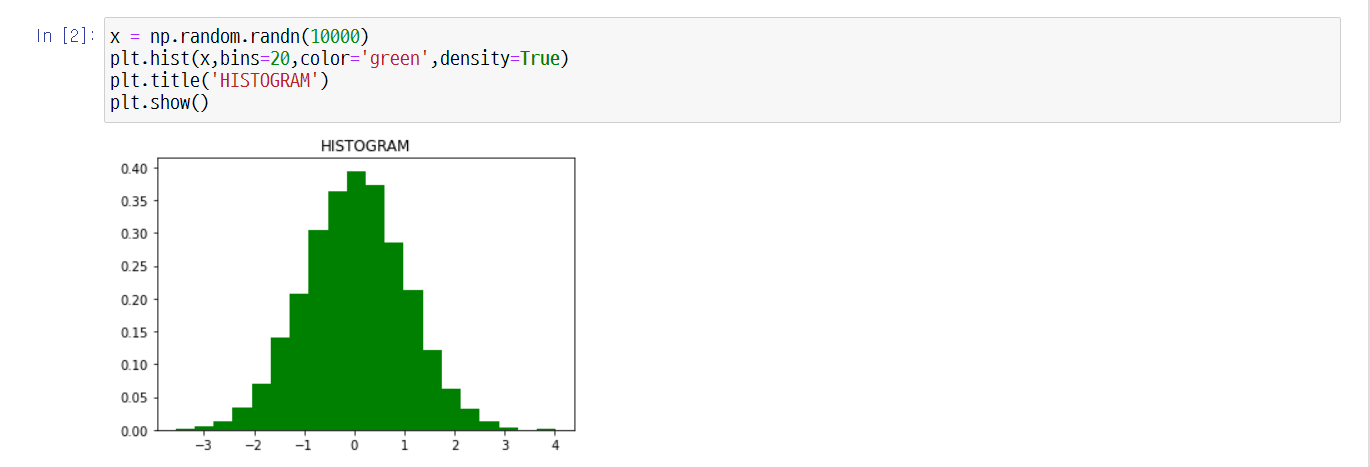 In [2]:
x = np.random.randn(10000)
plt.hist(x,bins=20,color='green',density=True)
plt.title('HISTOGRAM')
plt.show()
HISTOGRAM
0.40
0.35
0.30
0.25
0.20
0.15
0.10
0.05
0.00
−3 −2 −1 0 1 2 3 4